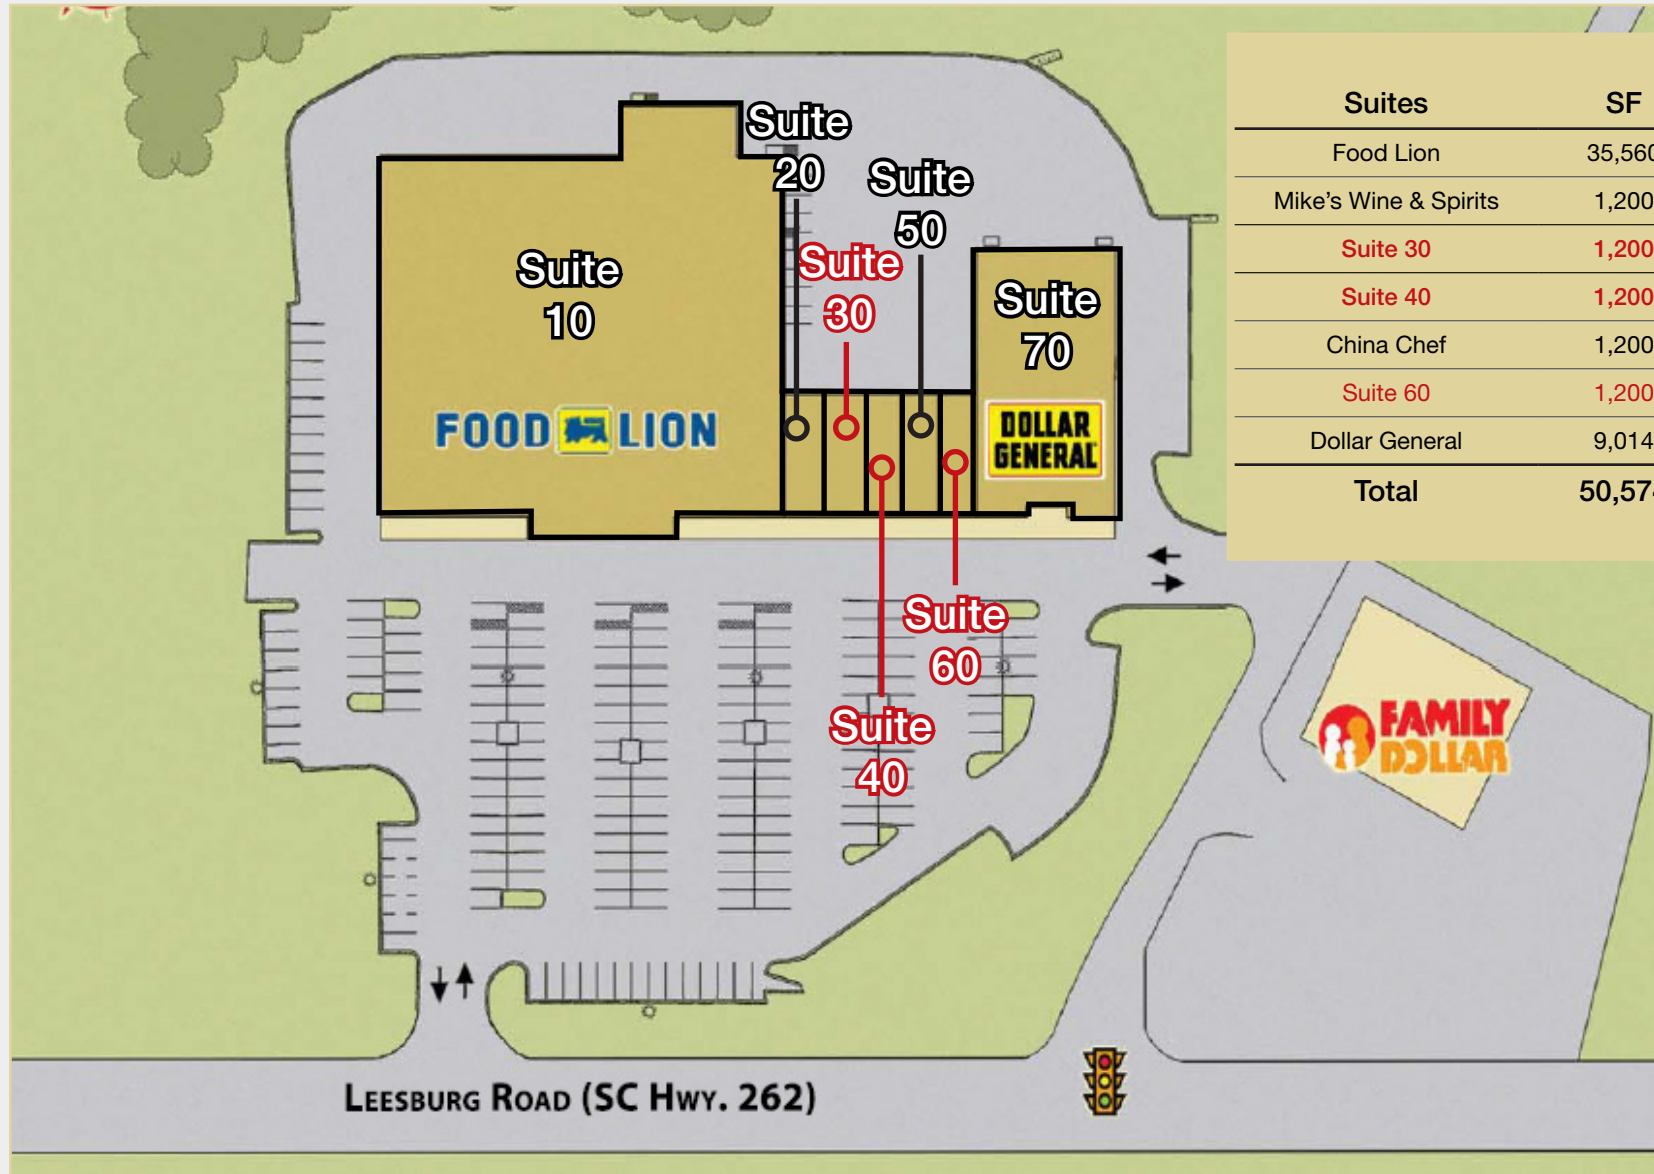 Suites SF
Food Lion 35,560
Mike's Wine & Spirits 1,200
Suite 30 1,200
Suite 40 1,200
China Chef 1,200
Suite 60 1,200
Dollar General 9,014
Total 50,574
Suite
20
Suite
50
Suite
30
Suite
10
Suite
70
FOOD LION
DOLLAR
GENERAL
Suite
60
Suite
40
FAMILY
DOLLAR
LEESBURG ROAD (SC HWY. 262)